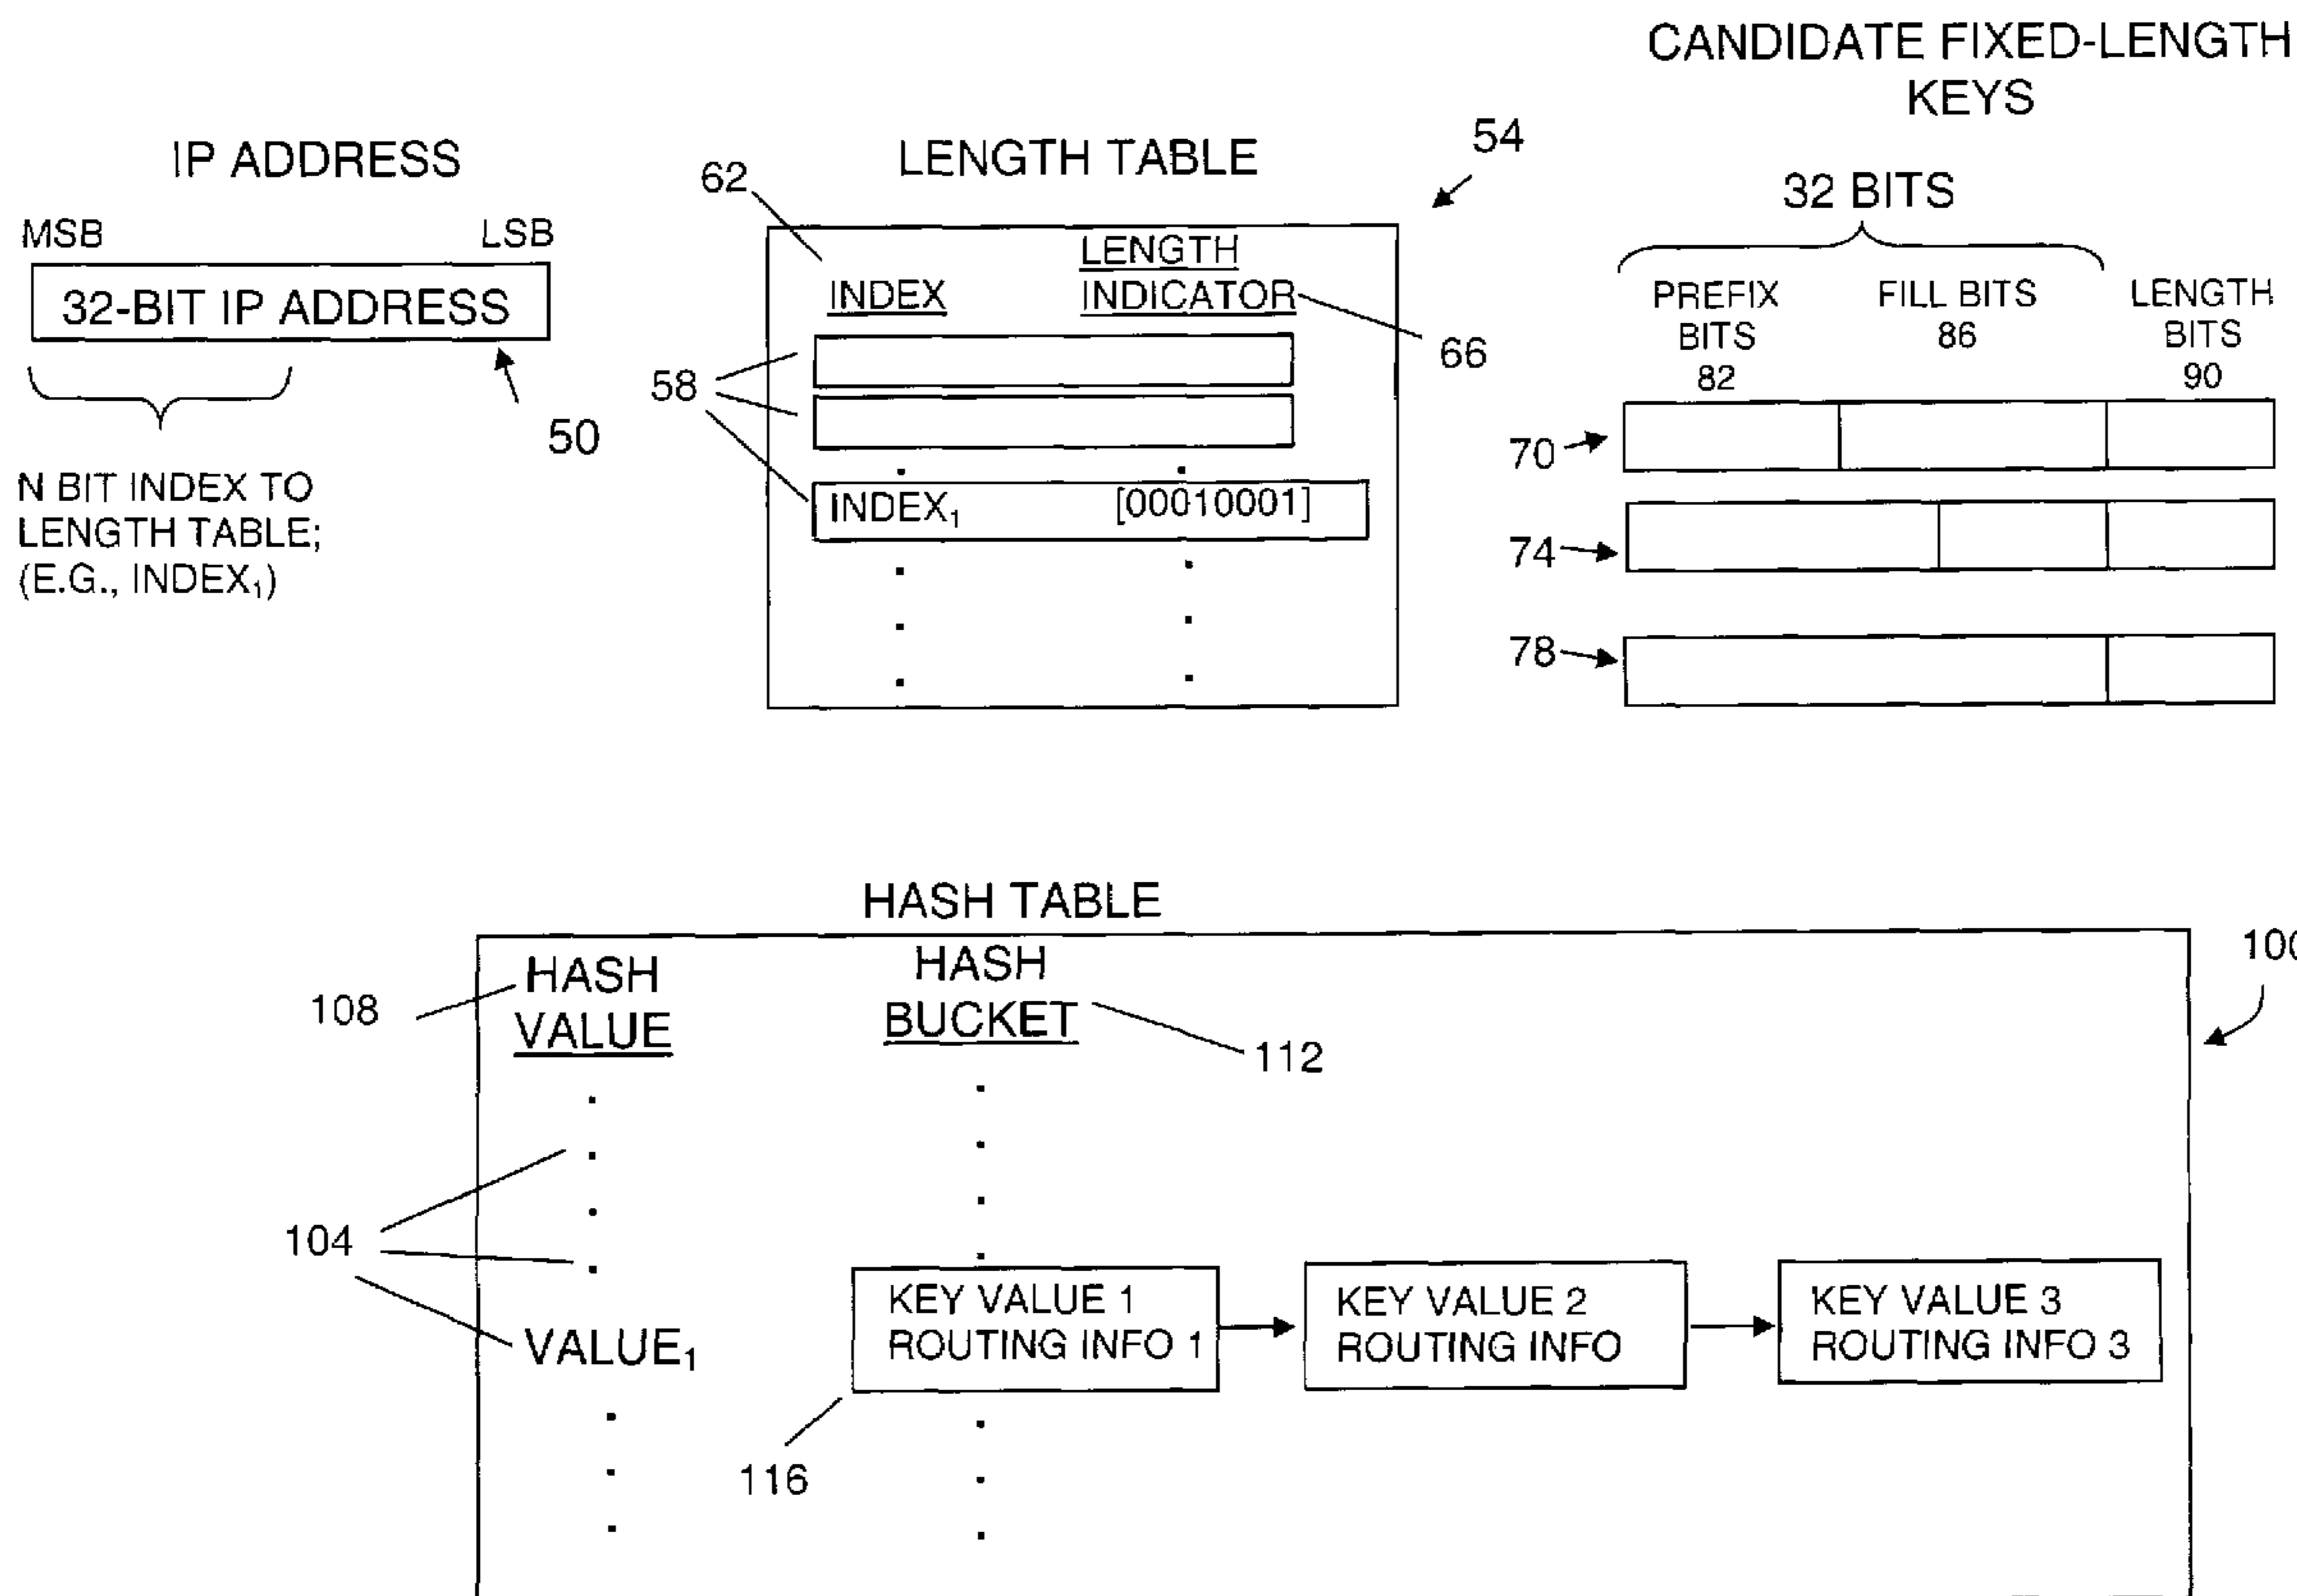 CANDIDATE FIXED-LENGTH
KEYS
IP ADDRESS
MSB LSB
32-BIT IP ADDRESS
50
N BIT INDEX TO
LENGTH TABLE;
(E.G., INDEX₁)
LENGTH TABLE
54
62
LENGTH
INDEX INDICATOR
66
58
INDEX₁ [00010001]
32 BITS
PREFIX FILL BITS LENGTH
BITS 86 BITS
82 90
70
74
78
HASH TABLE
100
HASH HASH
VALUE BUCKET
108
112
104
VALUE₁
KEY VALUE 1
ROUTING INFO 1
KEY VALUE 2
ROUTING INFO
KEY VALUE 3
ROUTING INFO 3
116